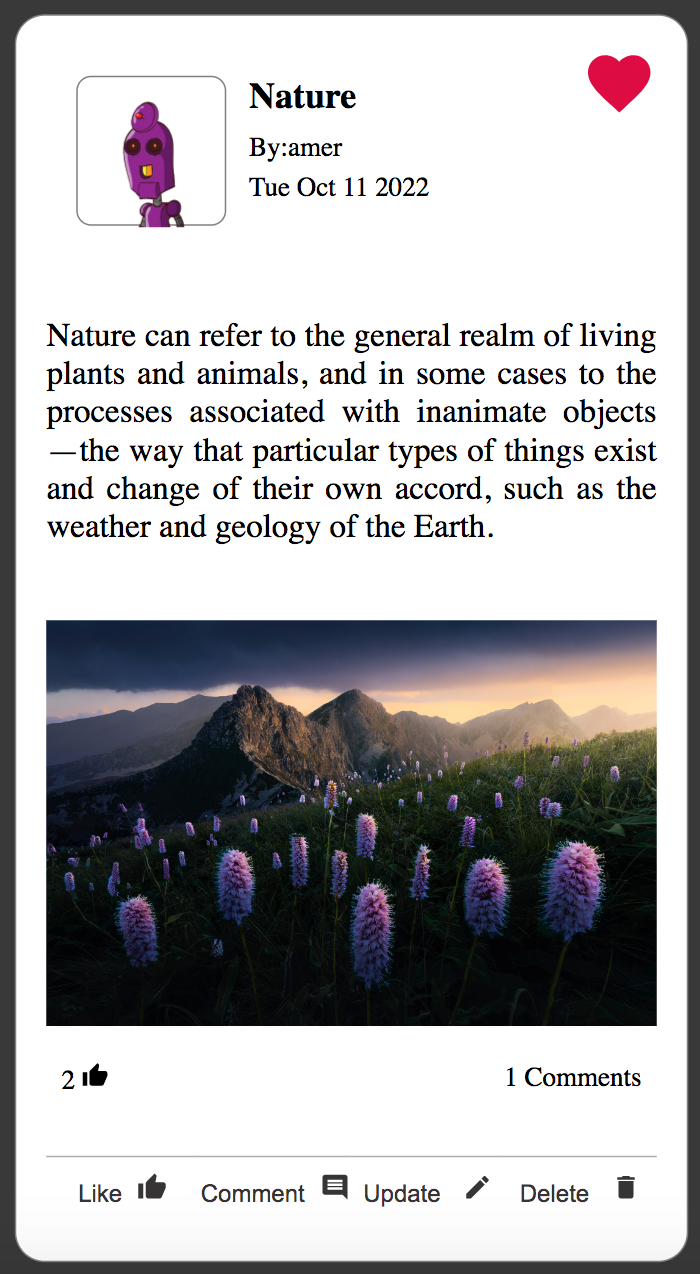 Nature
By:amer
Tue Oct 11 2022
Nature can refer to the general realm of living
plants and animals, and in some cases to the
processes associated with inanimate objects
—the way that particular types of things exist
and change of their own accord, such as the
weather and geology of the Earth.
2
1 Comments
Like Comment Update Delete